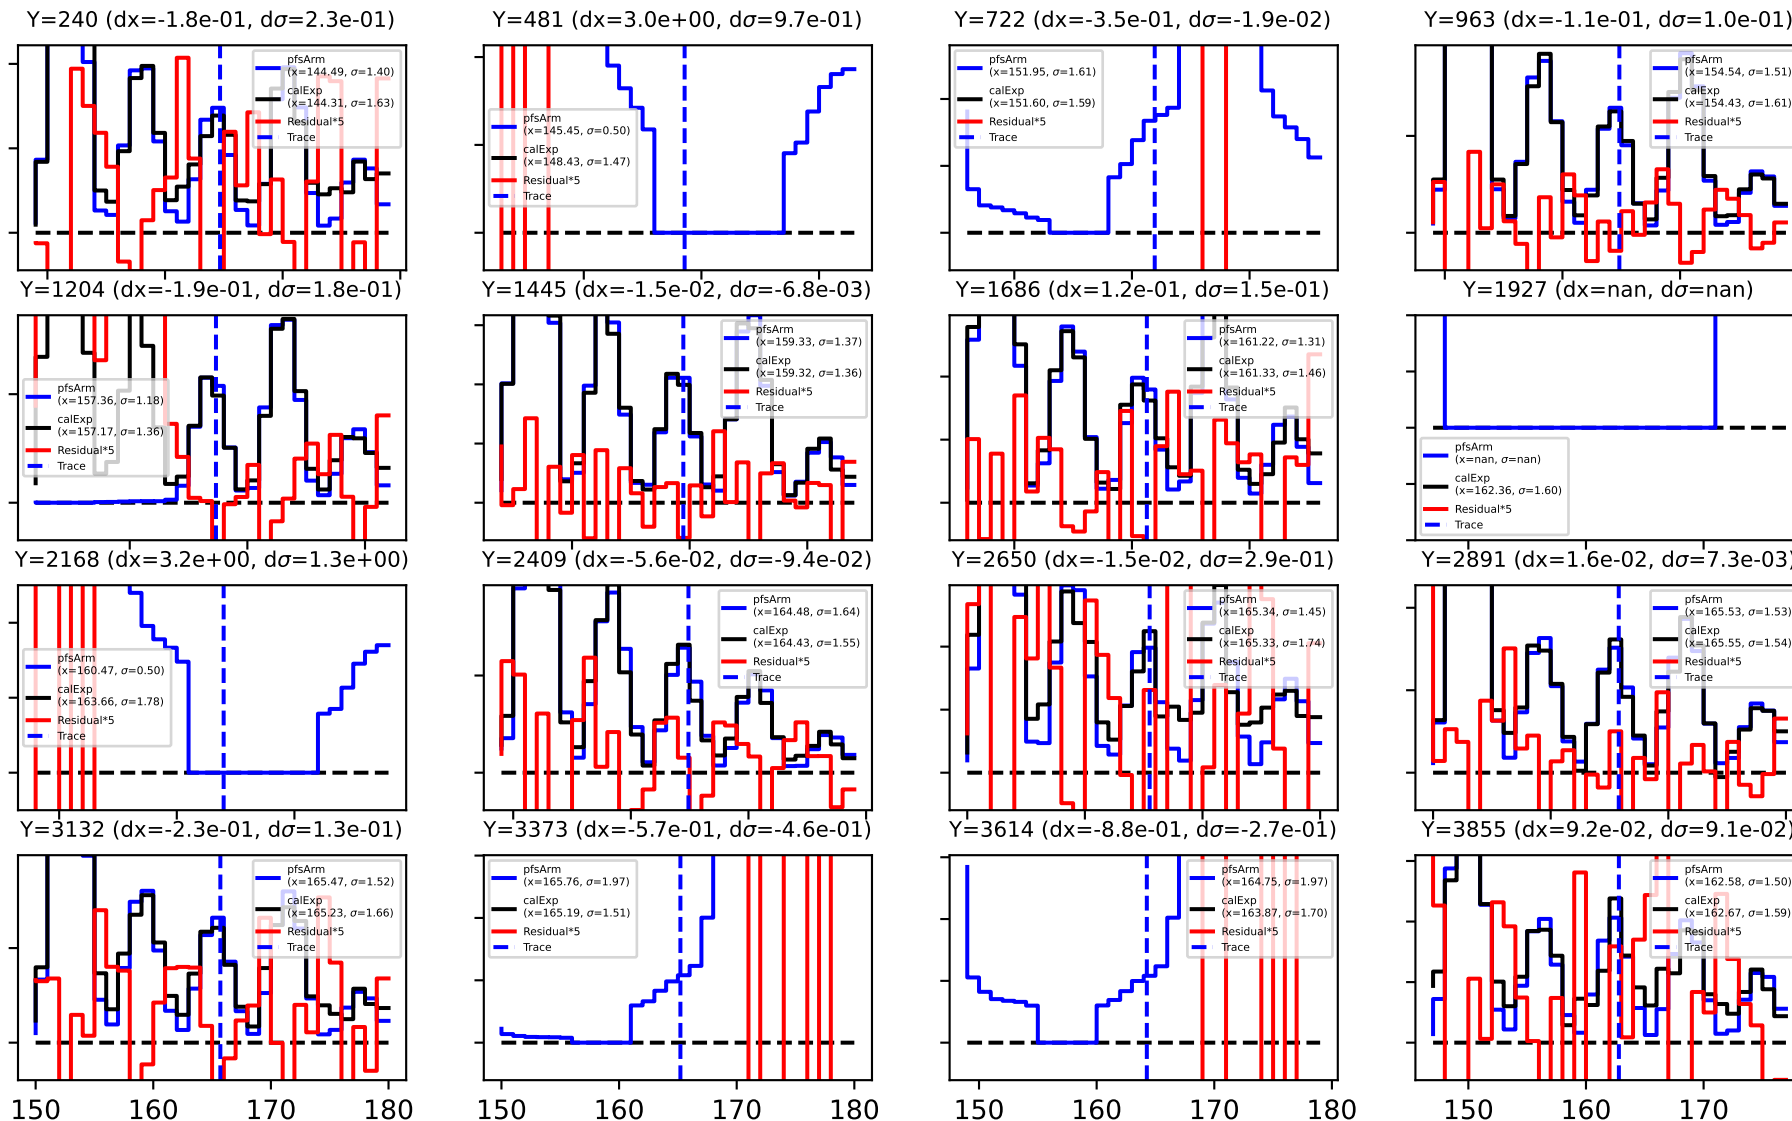 Y=240 (dx=-1.8e-01, dσ=2.3e-01)
pfsArm
(x=144.49, σ=1.40)
calExp
(x=144.31, σ=1.63)
Residual*5
Trace
Y=481 (dx=3.0e+00, dσ=9.7e-01)
pfsArm
(x=145.45, σ=0.50)
calExp
(x=148.43, σ=1.47)
Residual*5
Trace
Y=722 (dx=-3.5e-01, dσ=-1.9e-02)
pfsArm
(x=151.95, σ=1.61)
calExp
(x=151.60, σ=1.59)
Residual*5
Trace
Y=963 (dx=-1.1e-01, dσ=1.0e-01)
pfsArm
(x=154.54, σ=1.51)
calExp
(x=154.43, σ=1.61)
Residual*5
Trace
Y=1204 (dx=-1.9e-01, dσ=1.8e-01)
pfsArm
(x=157.36, σ=1.18)
calExp
(x=157.17, σ=1.36)
Residual*5
Trace
Y=1445 (dx=-1.5e-02, dσ=-6.8e-03)
pfsArm
(x=159.33, σ=1.37)
calExp
(x=159.32, σ=1.36)
Residual*5
Trace
Y=1686 (dx=1.2e-01, dσ=1.5e-01)
pfsArm
(x=161.22, σ=1.31)
calExp
(x=161.33, σ=1.46)
Residual*5
Trace
Y=1927 (dx=nan, dσ=nan)
pfsArm
(x=nan, σ=nan)
calExp
(x=162.36, σ=1.60)
Residual*5
Trace
Y=2168 (dx=3.2e+00, dσ=1.3e+00)
pfsArm
(x=160.47, σ=0.50)
calExp
(x=163.66, σ=1.78)
Residual*5
Trace
Y=2409 (dx=-5.6e-02, dσ=-9.4e-02)
pfsArm
(x=164.48, σ=1.64)
calExp
(x=164.43, σ=1.55)
Residual*5
Trace
Y=2650 (dx=-1.5e-02, dσ=2.9e-01)
pfsArm
(x=165.34, σ=1.45)
calExp
(x=165.33, σ=1.74)
Residual*5
Trace
Y=2891 (dx=1.6e-02, dσ=7.3e-03)
pfsArm
(x=165.53, σ=1.53)
calExp
(x=165.55, σ=1.54)
Residual*5
Trace
Y=3132 (dx=-2.3e-01, dσ=1.3e-01)
pfsArm
(x=165.47, σ=1.52)
calExp
(x=165.23, σ=1.66)
Residual*5
Trace
150 160 170 180
Y=3373 (dx=-5.7e-01, dσ=-4.6e-01)
pfsArm
(x=165.76, σ=1.97)
calExp
(x=165.19, σ=1.51)
Residual*5
Trace
150 160 170 180
Y=3614 (dx=-8.8e-01, dσ=-2.7e-01)
pfsArm
(x=164.75, σ=1.97)
calExp
(x=163.87, σ=1.70)
Residual*5
Trace
150 160 170 180
Y=3855 (dx=9.2e-02, dσ=9.1e-02)
pfsArm
(x=162.58, σ=1.50)
calExp
(x=162.67, σ=1.59)
Residual*5
Trace
150 160 170